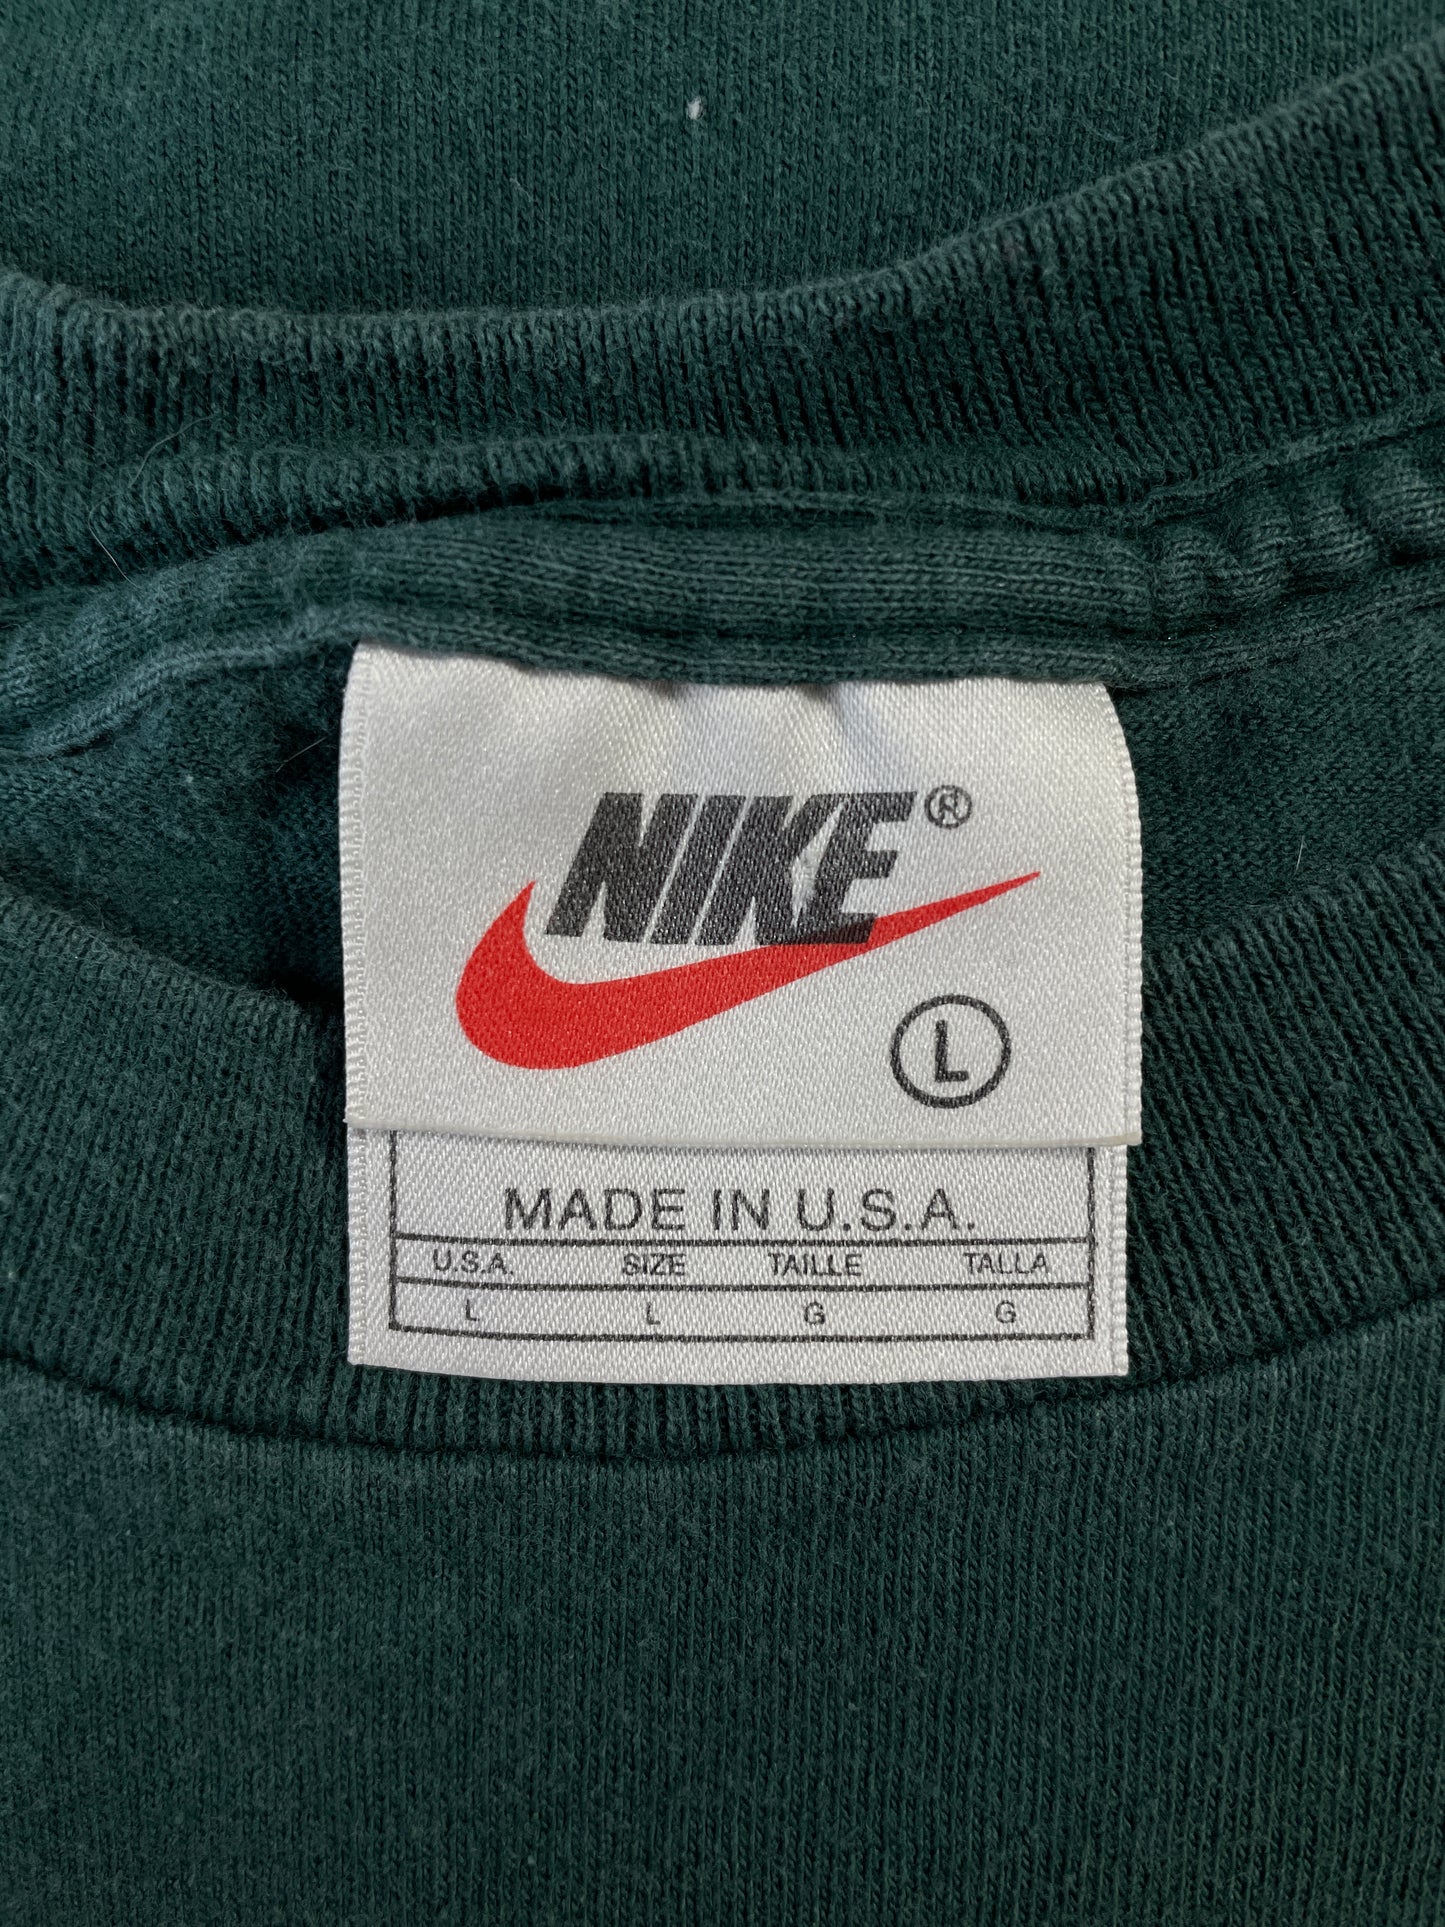 NIKE®
L
MADE IN U.S.A.
U.S.A. SIZE TAILLE TALLA
L L G G